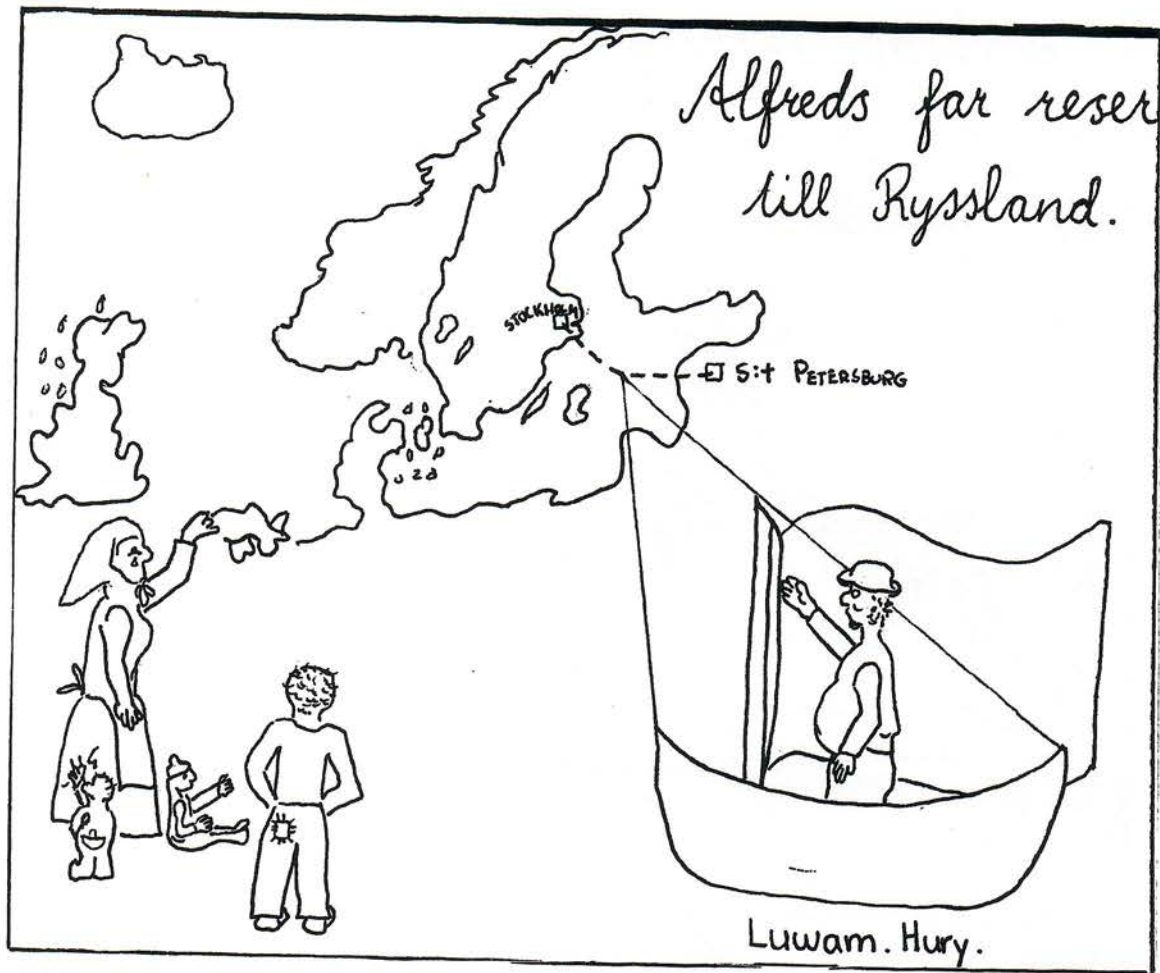 Alfreds far reser
till Ryssland.
STOCKHOLM
S:t PETERSBURG
Luwam. Hury.